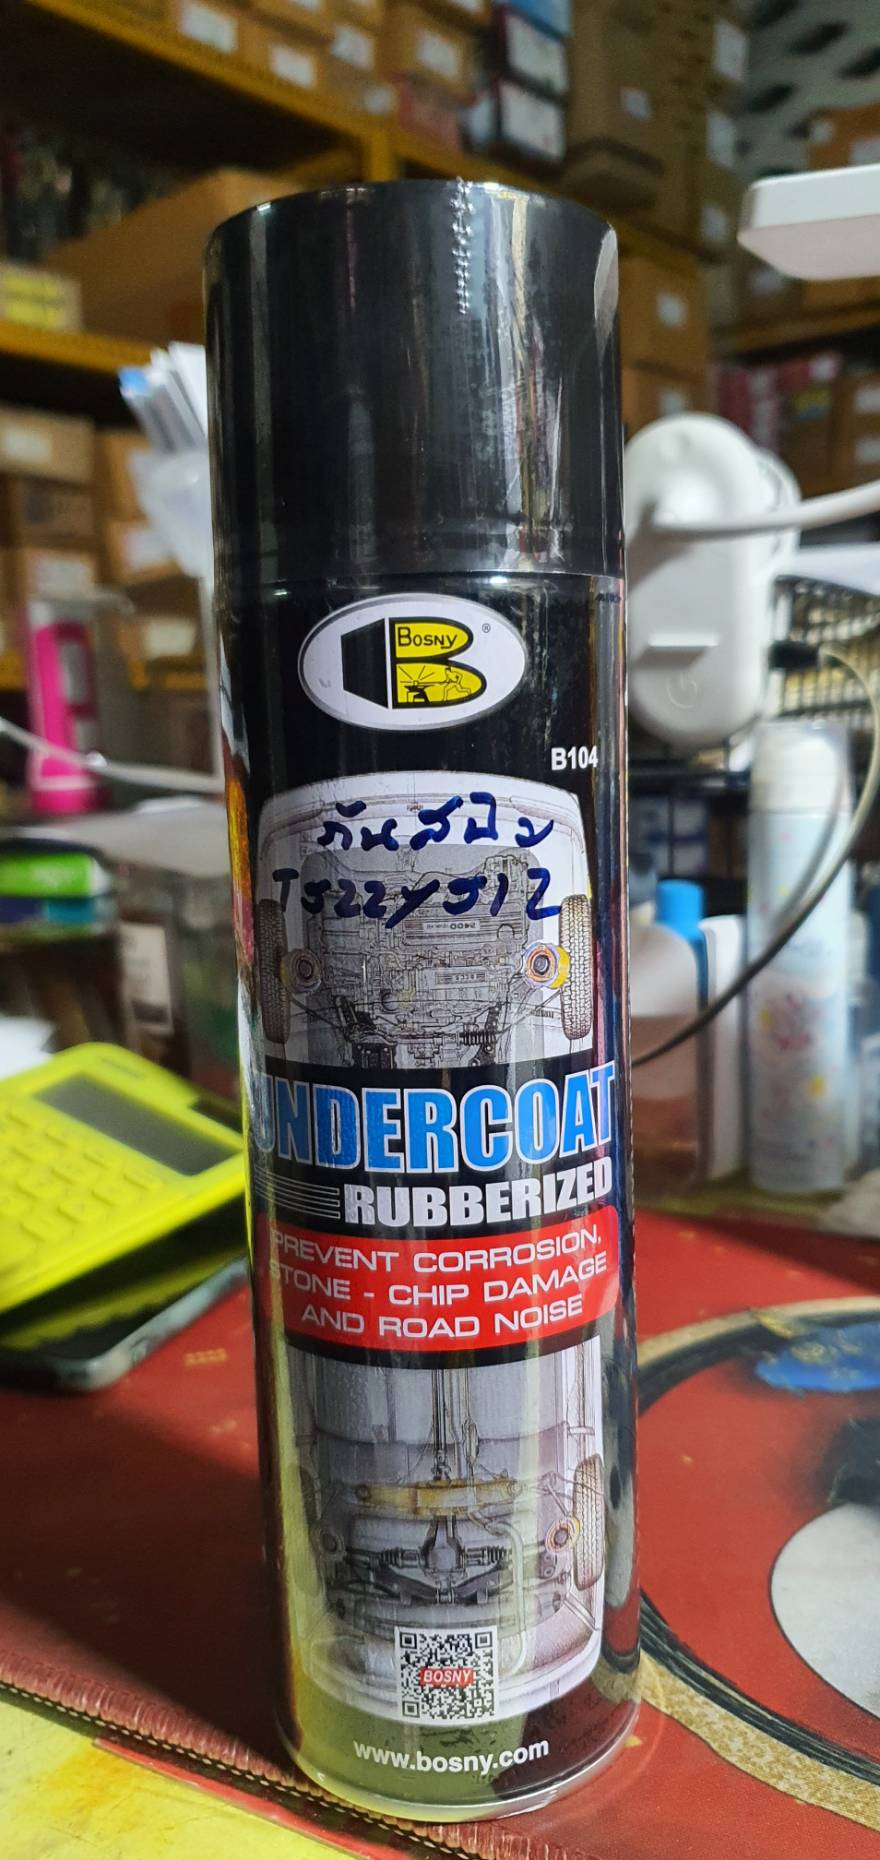 BOSNY
®
B104
กันสนิม
UNDERCOAT
RUBBERIZED
PREVENT CORROSION,
STONE - CHIP DAMAGE
AND ROAD NOISE
BOSNY
www.bosny.com